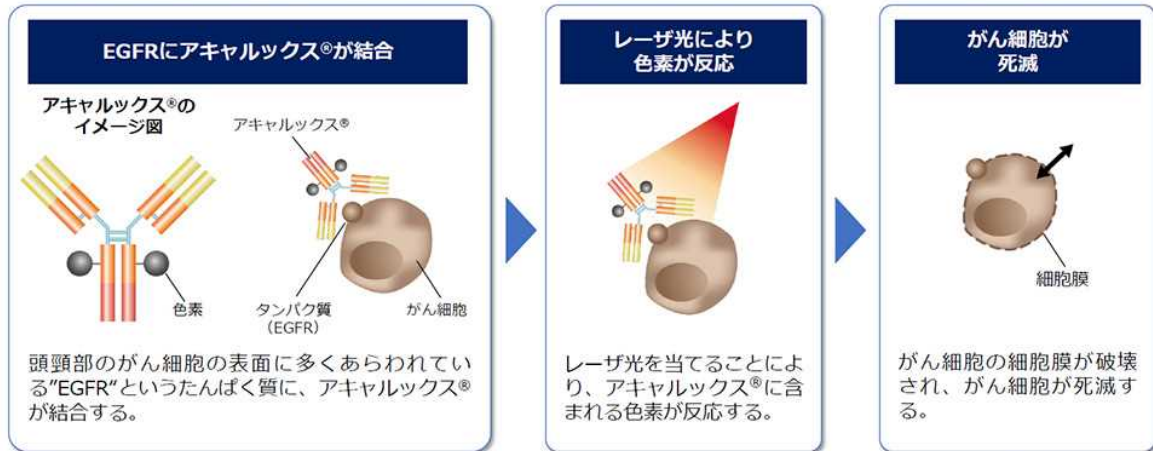 EGFRにアキャルックス®が結合
アキャルックス®の
イメージ図
アキャルックス®
色素
タンパク質
(EGFR)
がん細胞
頭頸部のがん細胞の表面に多くあらわれてい
る”EGFR“というたんぱく質に、アキャルックス®
が結合する。
レーザ光により
色素が反応
レーザ光を当てることによ
り、アキャルックス®に含
まれる色素が反応する。
がん細胞が
死滅
細胞膜
がん細胞の細胞膜が破壊
され、がん細胞が死滅す
る。